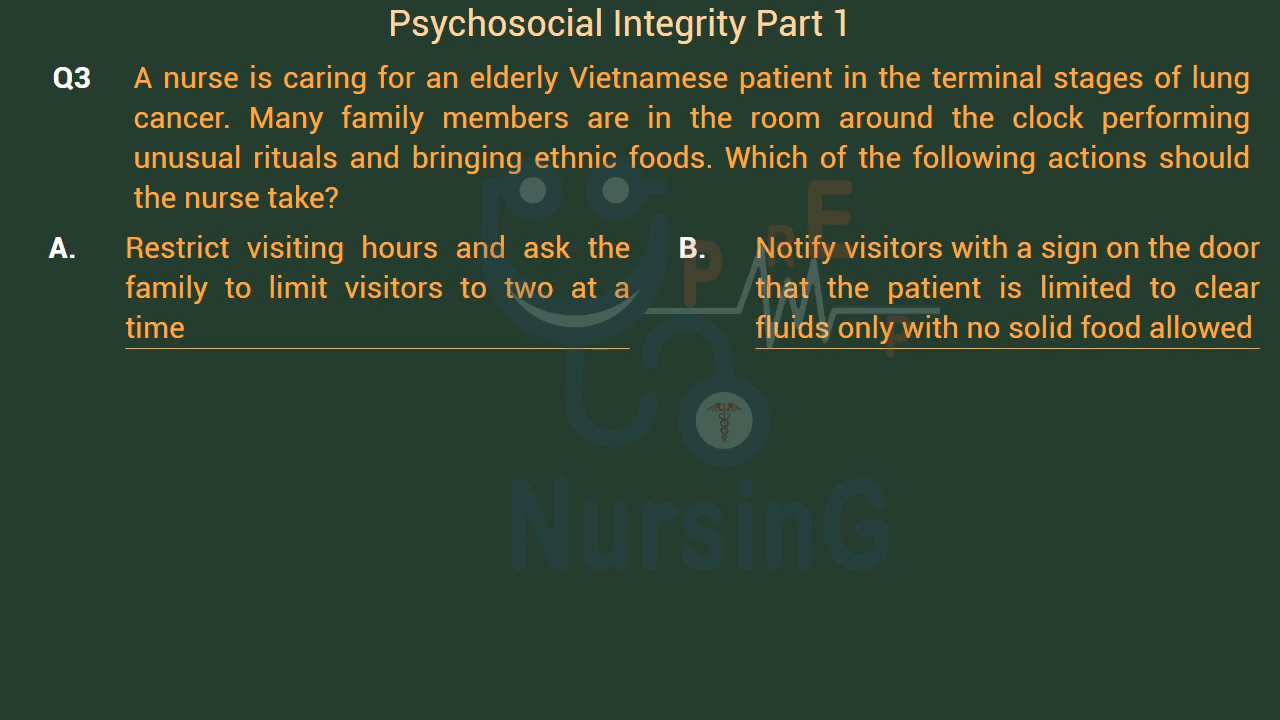 Psychosocial Integrity Part 1
Q3 A nurse is caring for an elderly Vietnamese patient in the terminal stages of lung
cancer. Many family members are in the room around the clock performing
unusual rituals and bringing ethnic foods. Which of the following actions should
the nurse take?
A. Restrict visiting hours and ask the
family to limit visitors to two at a
time
B. Notify visitors with a sign on the door
that the patient is limited to clear
fluids only with no solid food allowed
PREP
NursinG